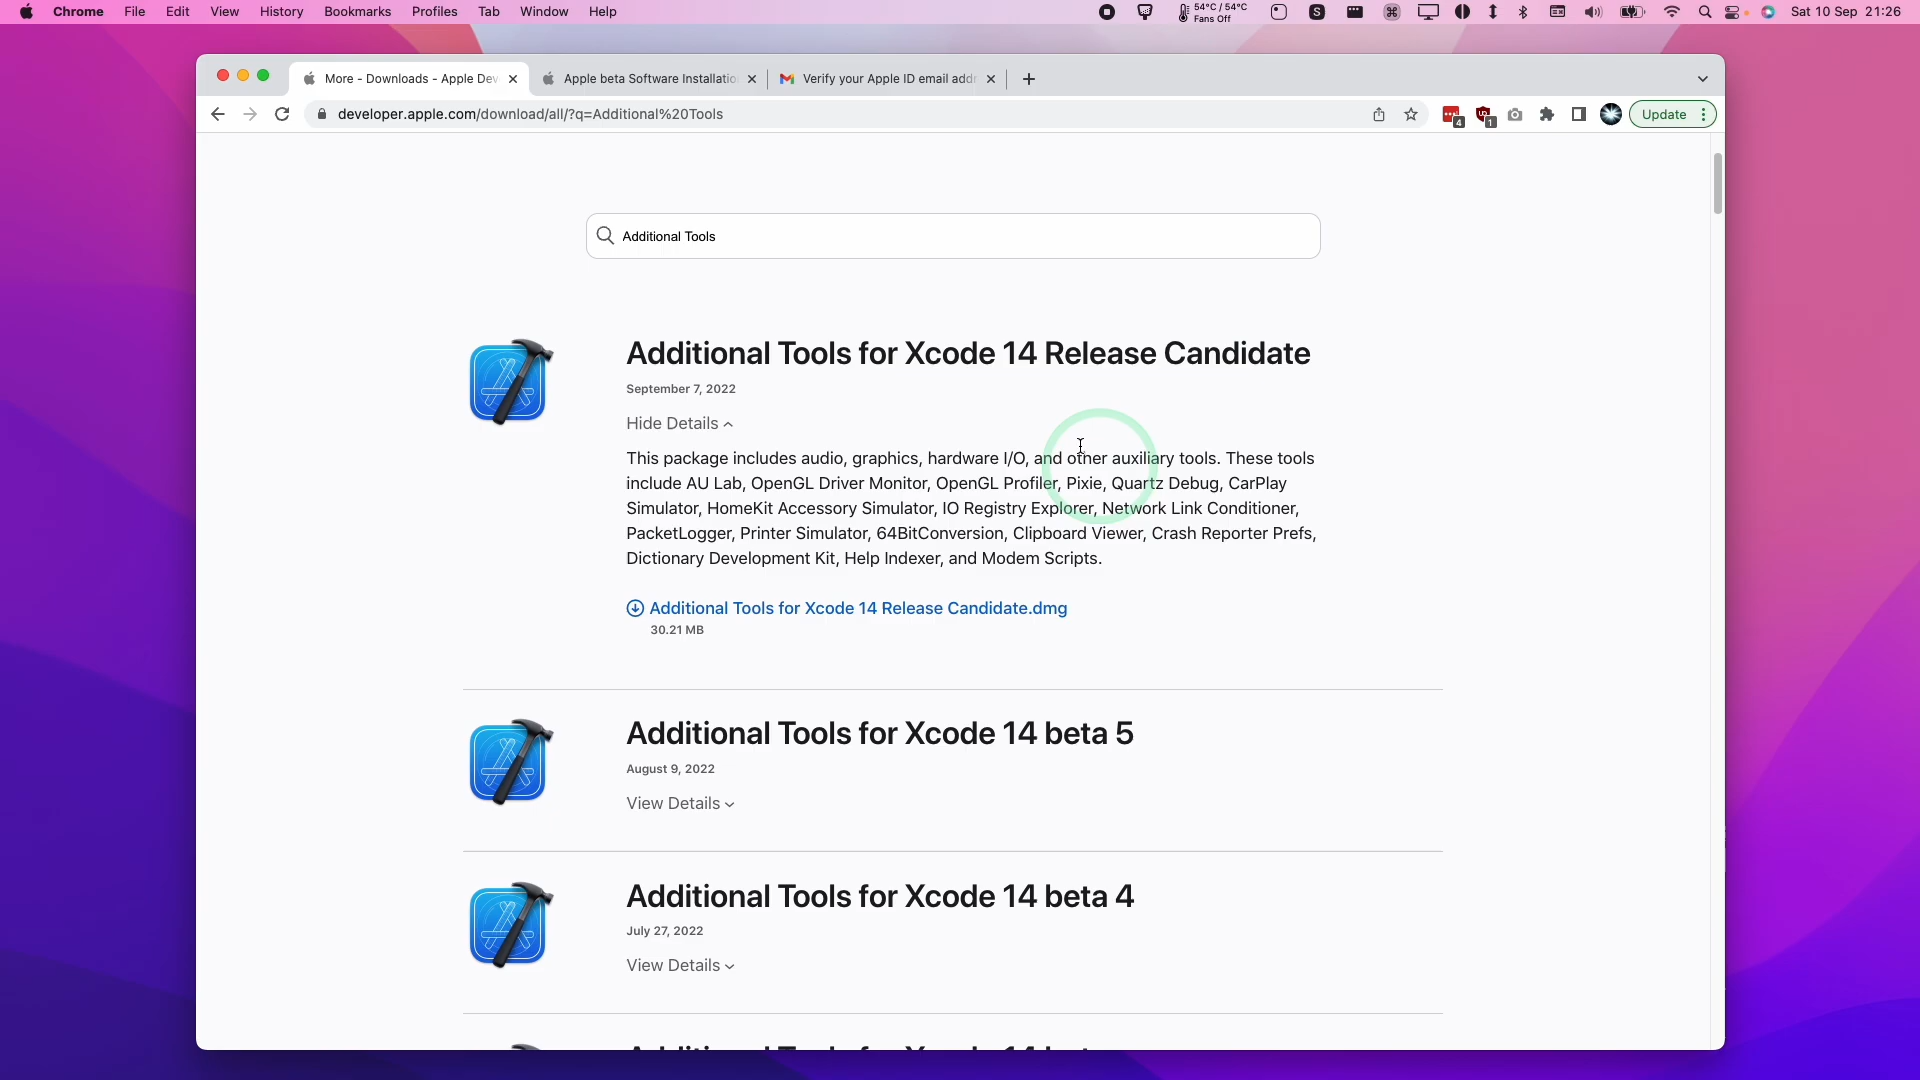 Chrome File Edit View History Bookmarks Profiles Tab Window Help 54°C / 54°C Sat 10 Sep 21:26
Fans Off
More - Downloads - Apple Dev Apple beta Software Installatio Verify your Apple ID email addr
developer.apple.com/download/all/?q=Additional%20Tools 4 1 Update
Additional Tools
Additional Tools for Xcode 14 Release Candidate
September 7, 2022
Hide Details
This package includes audio, graphics, hardware I/O, and other auxiliary tools. These tools
include AU Lab, OpenGL Driver Monitor, OpenGL Profiler, Pixie, Quartz Debug, CarPlay
Simulator, HomeKit Accessory Simulator, IO Registry Explorer, Network Link Conditioner,
PacketLogger, Printer Simulator, 64BitConversion, Clipboard Viewer, Crash Reporter Prefs,
Dictionary Development Kit, Help Indexer, and Modem Scripts.
Additional Tools for Xcode 14 Release Candidate.dmg
30.21 MB
Additional Tools for Xcode 14 beta 5
August 9, 2022
View Details
Additional Tools for Xcode 14 beta 4
July 27, 2022
View Details